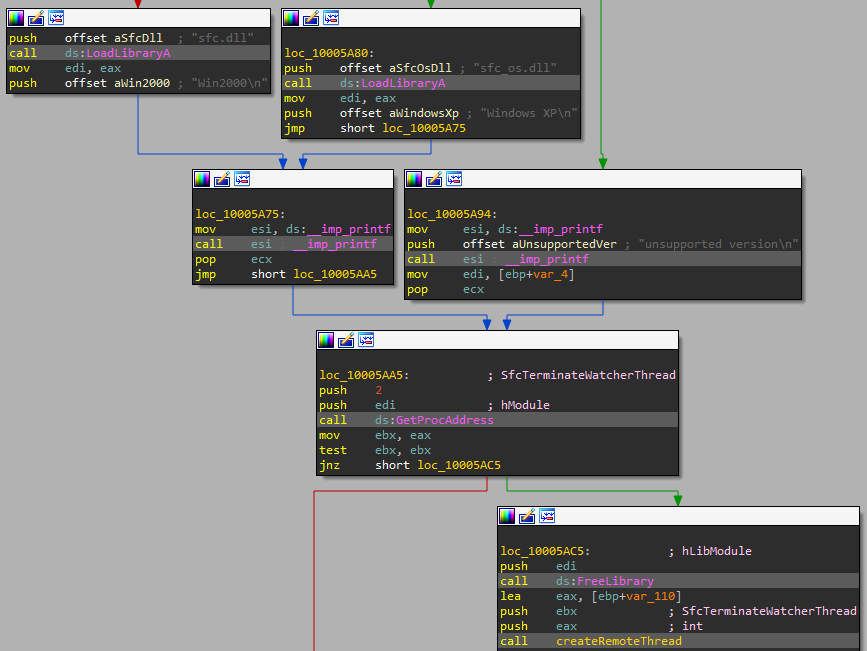 push    offset aSfcDll  ; "sfc.dll"
call    ds:LoadLibraryA
mov     edi, eax
push    offset aWin2000 ; "Win2000\n"
loc_10005A80:
push    offset aSfcOsDll ; "sfc_os.dll"
call    ds:LoadLibraryA
mov     edi, eax
push    offset aWindowsXp ; "Windows XP\n"
jmp     short loc_10005A75
loc_10005A75:
mov     esi, ds:__imp_printf
call    esi ; __imp_printf
pop     ecx
jmp     short loc_10005AA5
loc_10005A94:
mov     esi, ds:__imp_printf
push    offset aUnsupportedVer ; "unsupported version\n"
call    esi ; __imp_printf
mov     edi, [ebp+var_4]
pop     ecx
loc_10005AA5:           ; SfcTerminateWatcherThread
push    2
push    edi             ; hModule
call    ds:GetProcAddress
mov     ebx, eax
test    ebx, ebx
jnz     short loc_10005AC5
loc_10005AC5:           ; hLibModule
push    edi
call    ds:FreeLibrary
lea     eax, [ebp+var_110]
push    ebx             ; SfcTerminateWatcherThread
push    eax             ; int
call    createRemoteThread